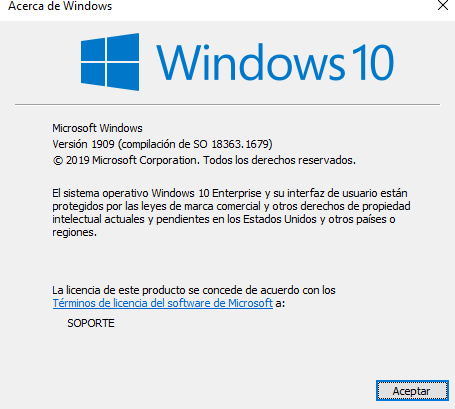 Acerca de Windows
Windows 10
Microsoft Windows
Versión 1909 (compilación de SO 18363.1679)
© 2019 Microsoft Corporation. Todos los derechos reservados.
El sistema operativo Windows 10 Enterprise y su interfaz de usuario están
protegidos por las leyes de marca comercial y otros derechos de propiedad
intelectual actuales y pendientes en los Estados Unidos y otros países o
regiones.
La licencia de este producto se concede de acuerdo con los
Términos de licencia del software de Microsoft a:
SOPORTE
Aceptar